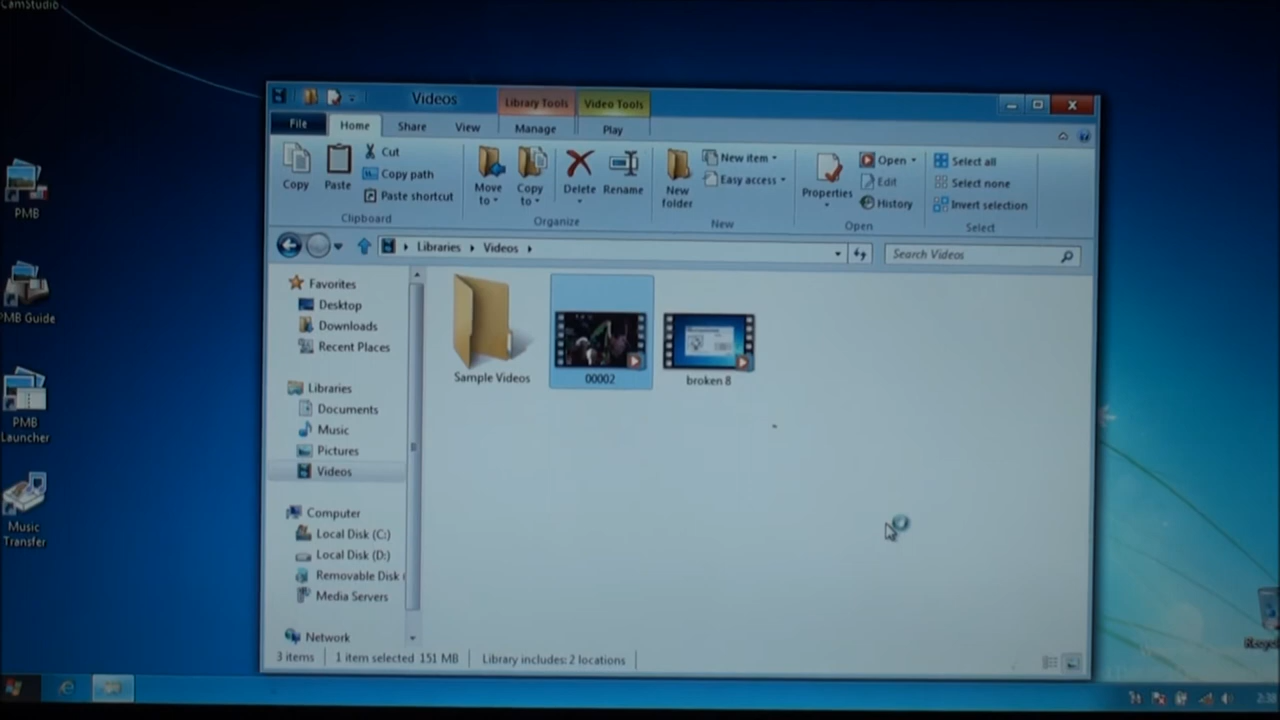 CamStudio
PMB
PMB Guide
PMB
Launcher
Music
Transfer
Videos
Library Tools
Video Tools
File
Home
Share
View
Manage
Play
Copy
Paste
Cut
Copy path
Paste shortcut
Clipboard
Move
to
Copy
to
Delete
Rename
Organize
New
folder
New item
Easy access
New
Properties
Open
Edit
History
Open
Select all
Select none
Invert selection
Select
Libraries
Videos
Search Videos
Favorites
Desktop
Downloads
Recent Places
Libraries
Documents
Music
Pictures
Videos
Computer
Local Disk (C:)
Local Disk (D:)
Removable Disk (
Media Servers
Network
Sample Videos
00002
broken 8
3 items
1 item selected 151 MB
Library includes: 2 locations